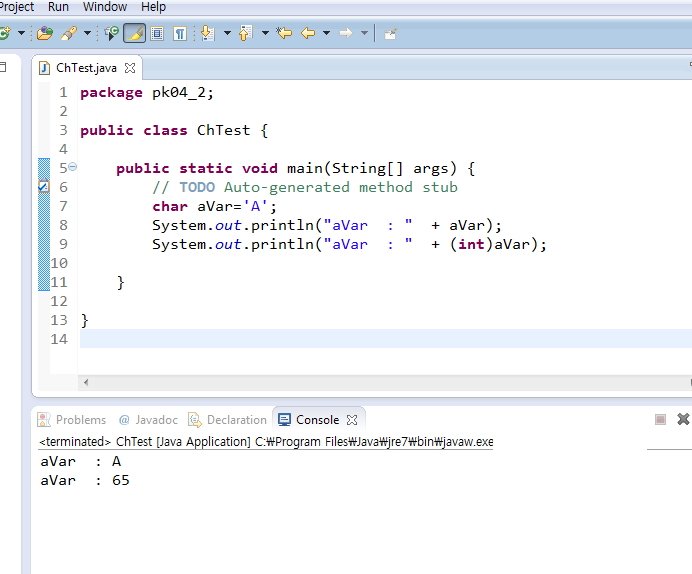 Project Run Window Help
ChTest.java
1 package pk04_2;
2
3 public class ChTest {
4
5 public static void main(String[] args) {
6 // TODO Auto-generated method stub
7 char aVar='A';
8 System.out.println("aVar  : "  + aVar);
9 System.out.println("aVar  : "  + (int)aVar);
10
11 }
12
13 }
14
Problems @ Javadoc Declaration Console
<terminated> ChTest [Java Application] C:₩Program Files₩Java₩jre7₩bin₩javaw.exe
aVar  : A
aVar  : 65